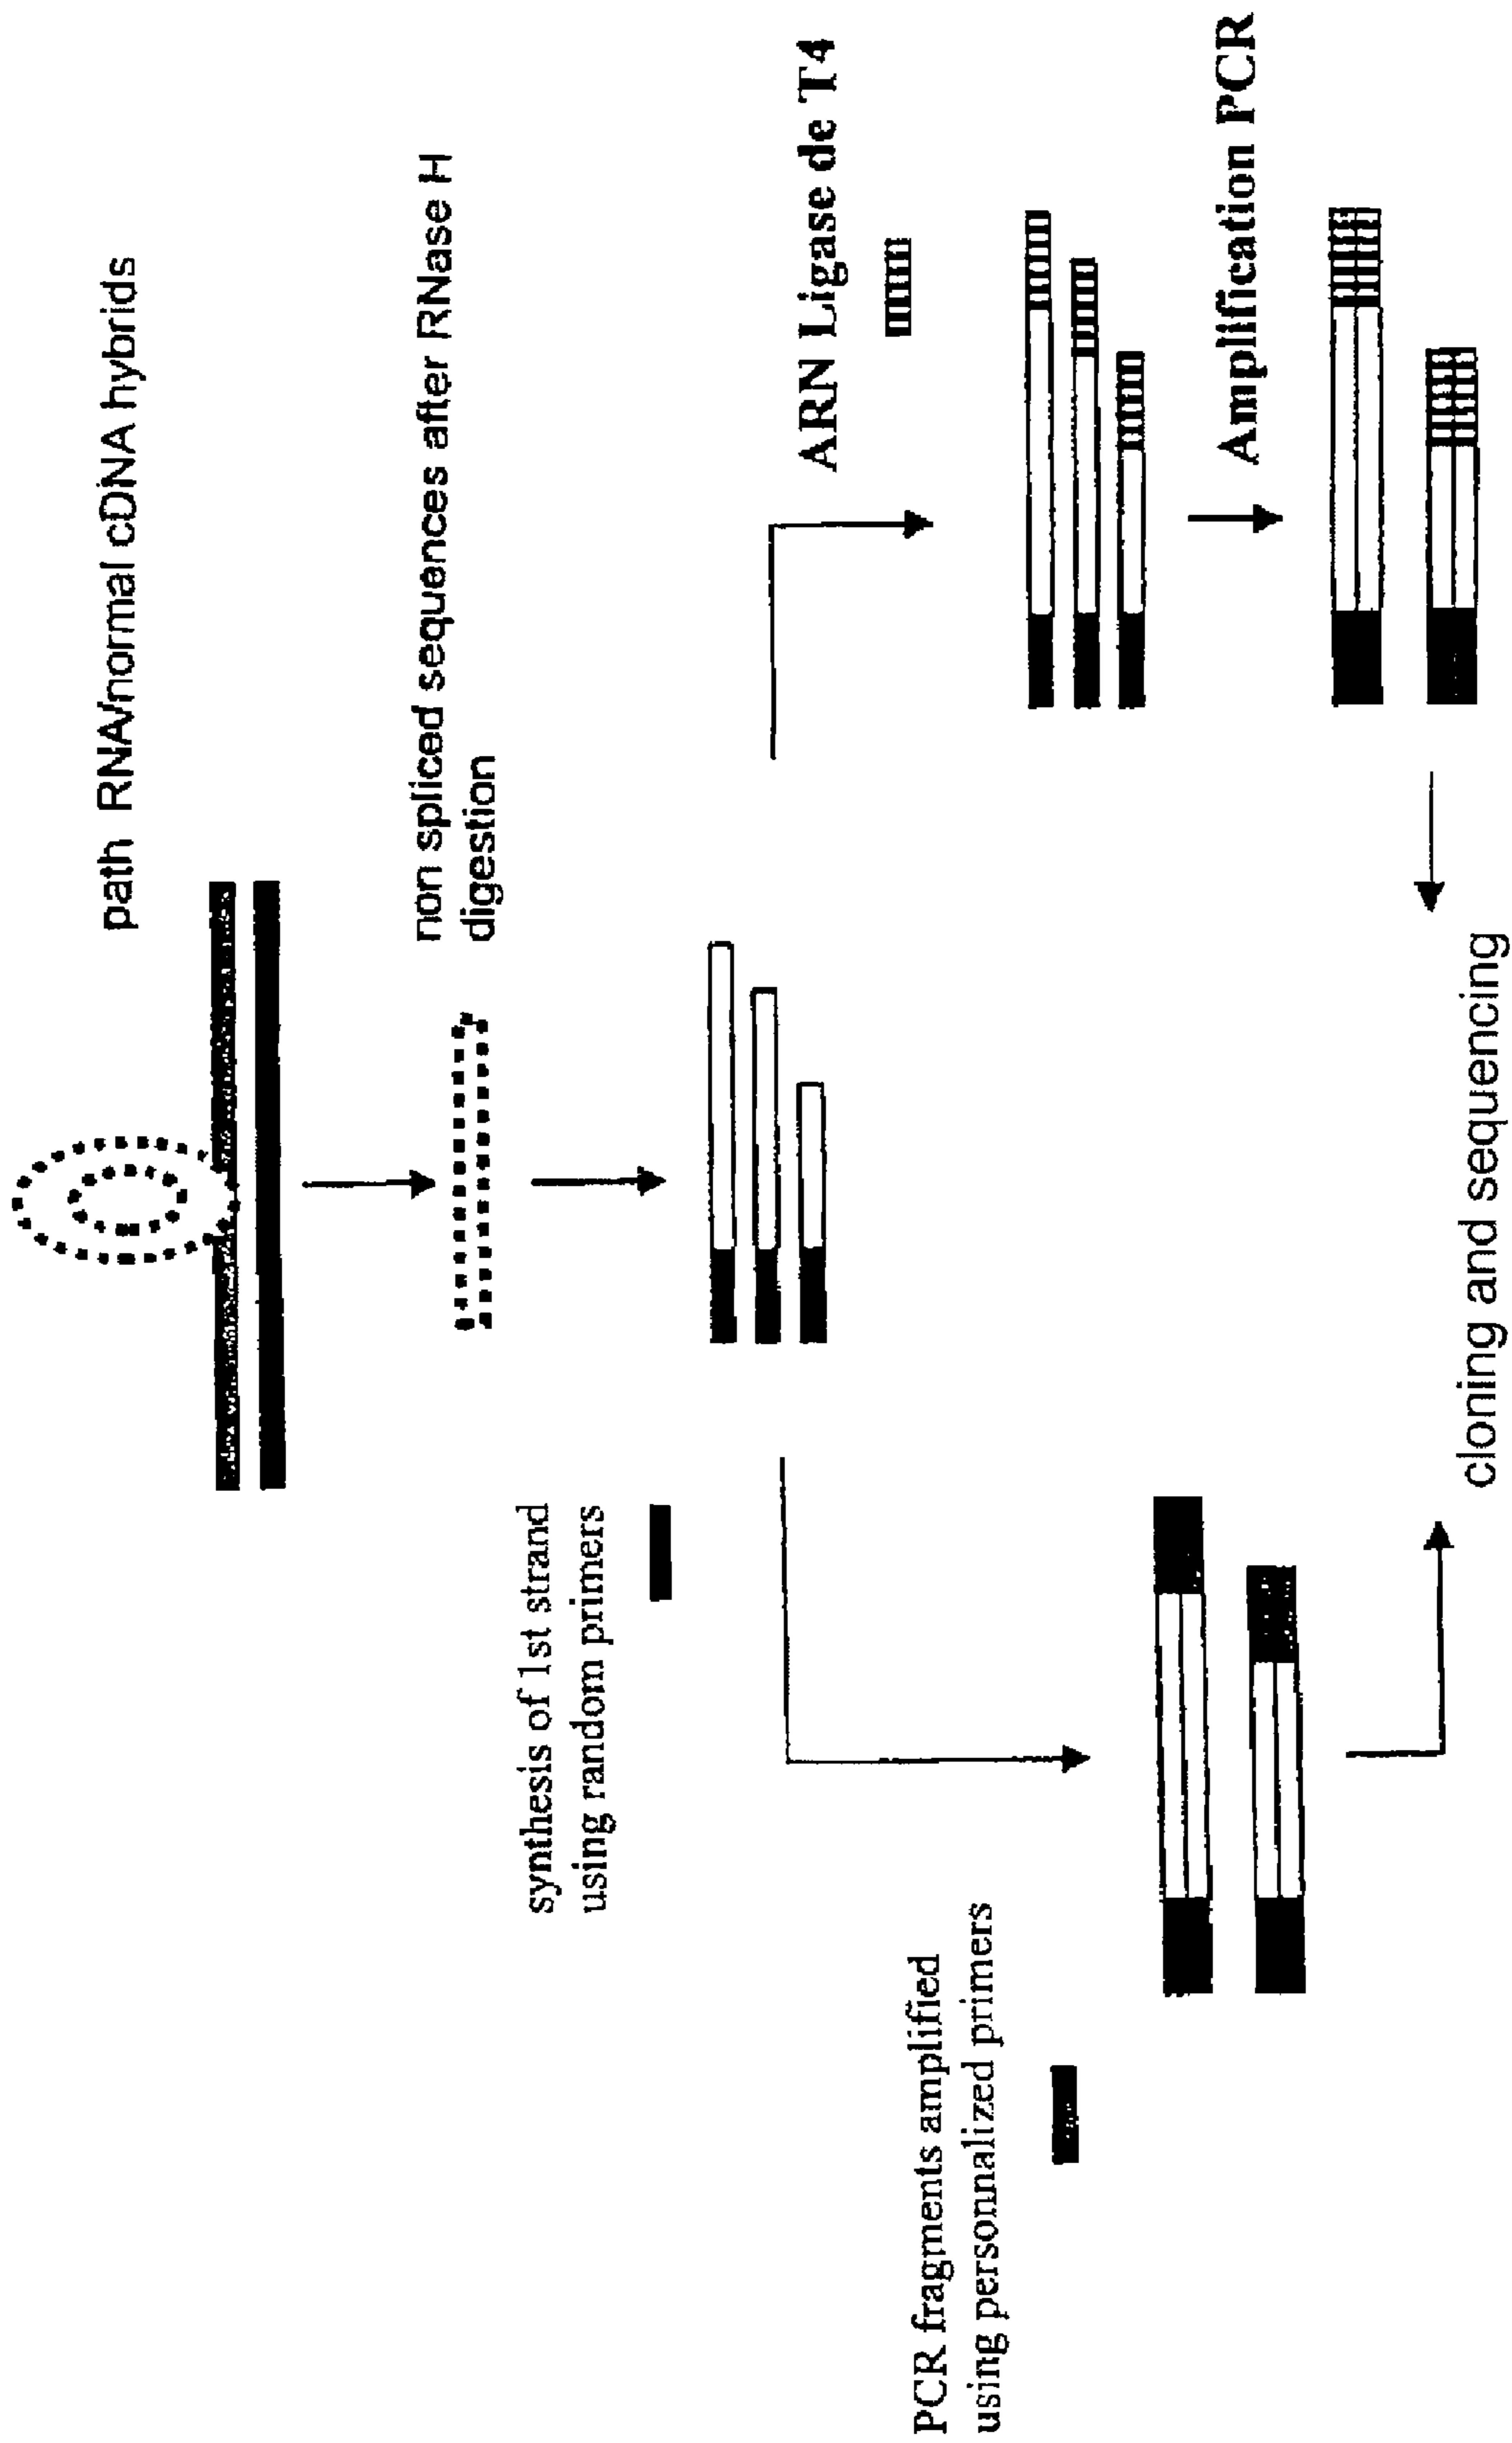 path RNA/normal cDNA hybrids
non spliced sequences after RNase H
digestion
synthesis of 1st strand
using random primers
ARN Ligase de T4
PCR fragments amplified
using personnalized primers
Amplification PCR
cloning and sequencing